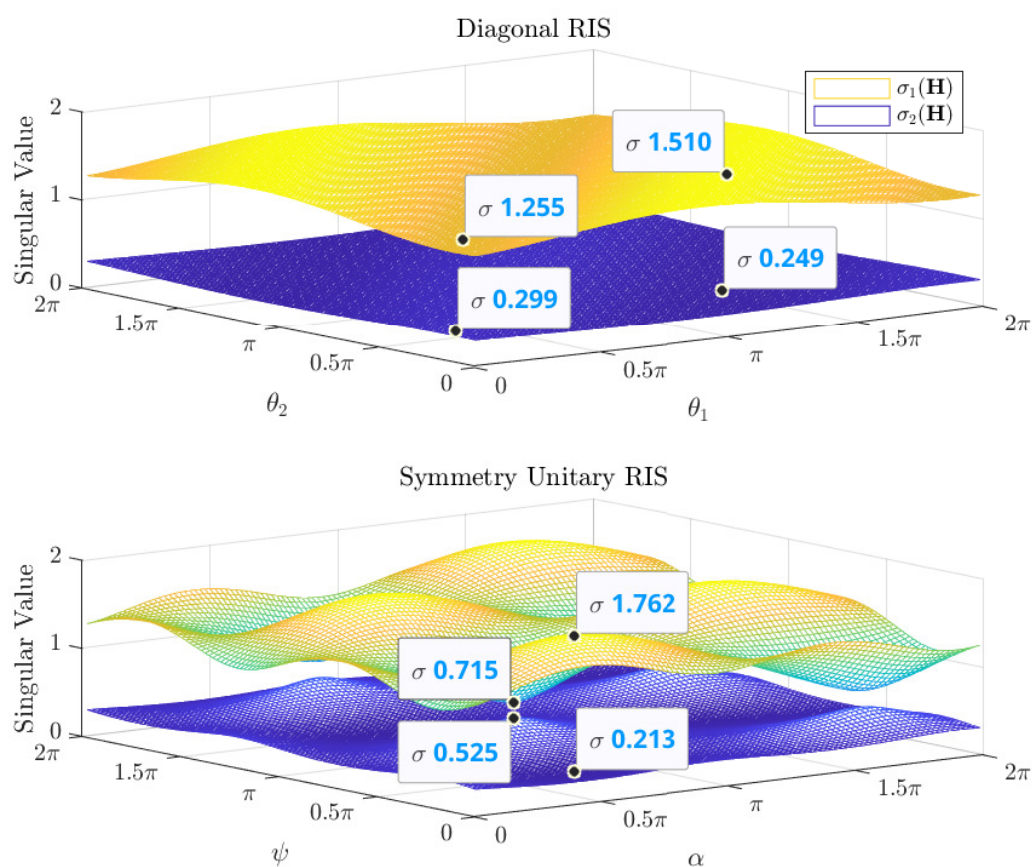 Diagonal RIS
σ₁(H)
σ₂(H)
Singular Value
2
1
0
σ 1.510
σ 1.255
σ 0.249
σ 0.299
2π
1.5π
π
0.5π
0
θ₂
0
0.5π
π
1.5π
2π
θ₁
Symmetry Unitary RIS
Singular Value
2
1
0
σ 1.762
σ 0.715
σ 0.525
σ 0.213
2π
1.5π
π
0.5π
0
ψ
0
0.5π
π
1.5π
2π
α